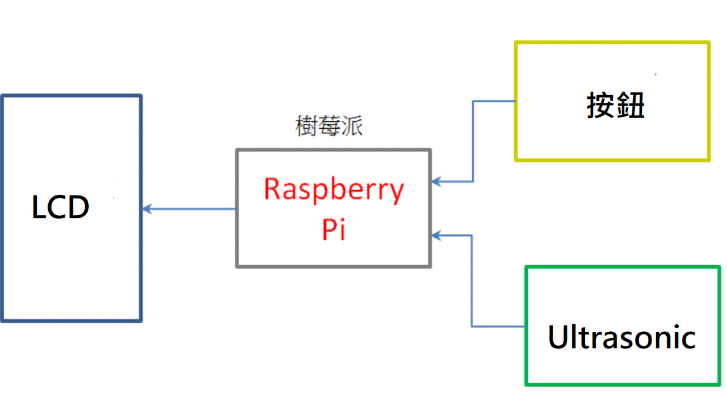 LCD
樹莓派
Raspberry
Pi
按鈕
Ultrasonic